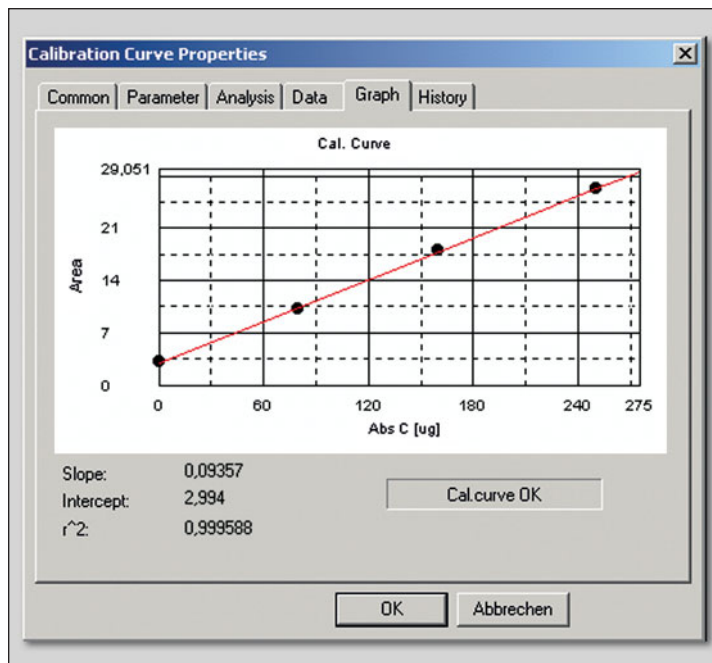 Calibration Curve Properties
Common Parameter Analysis Data Graph History
Cal. Curve
29,051
21
14
7
0
Area
0 60 120 180 240 275
Abs C [ug]
Slope: 0,09357
Intercept: 2,994
r^2: 0,999588
Cal.curve OK
OK Abbrechen